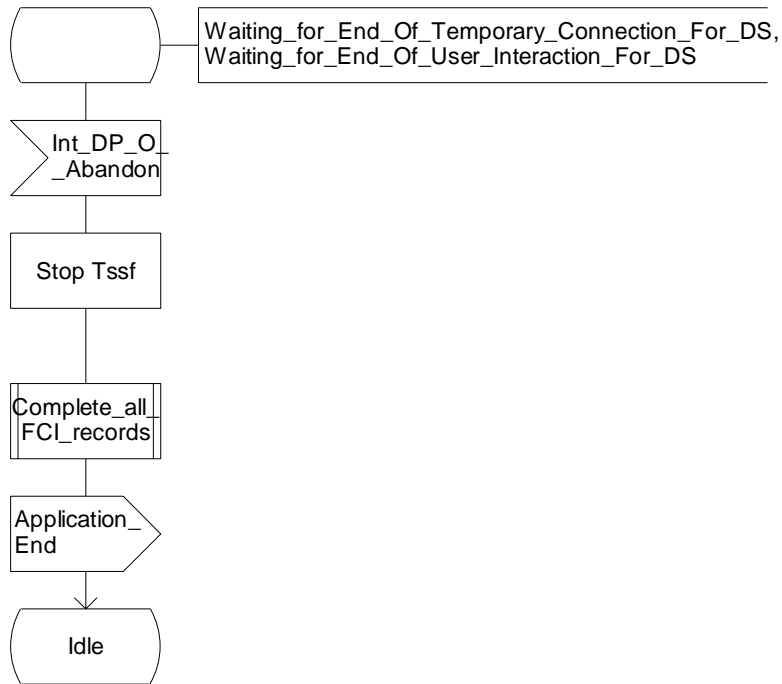 Waiting_for_End_Of_Temporary_Connection_For_DS,
Waiting_for_End_Of_User_Interaction_For_DS
Int_DP_O_
_Abandon
Stop Tssf
Complete_all_
FCI_records
Application_
End
Idle